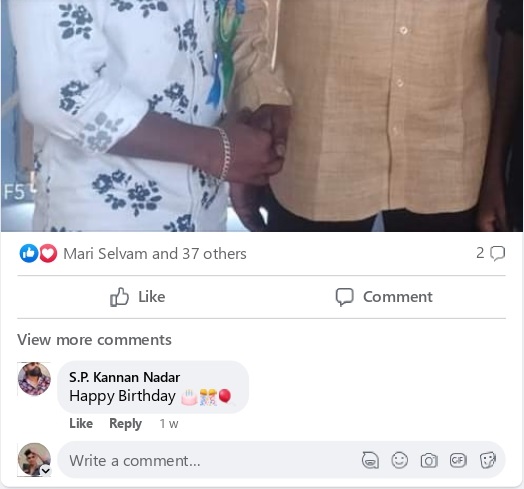 F5
Mari Selvam and 37 others
2
Like
Comment
View more comments
S.P. Kannan Nadar
Happy Birthday 🎂👯🎈
Like Reply 1 w
Write a comment...
GIF